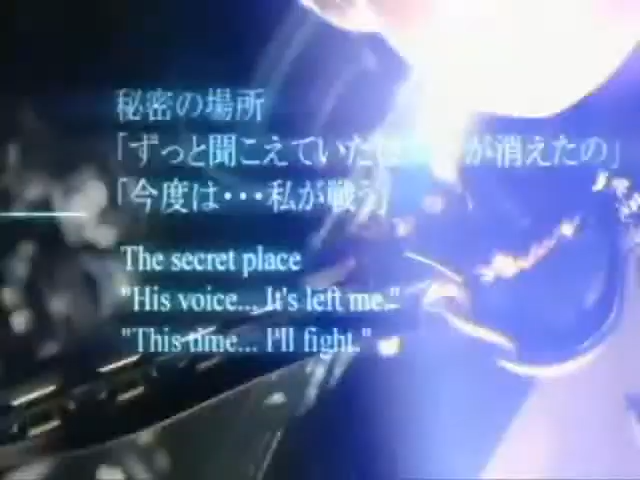 秘密の場所
「ずっと聞こえていた が消えたの」
「今度は・・・私が戦う」
The secret place
"His voice... It's left me."
"This time... I'll fight."